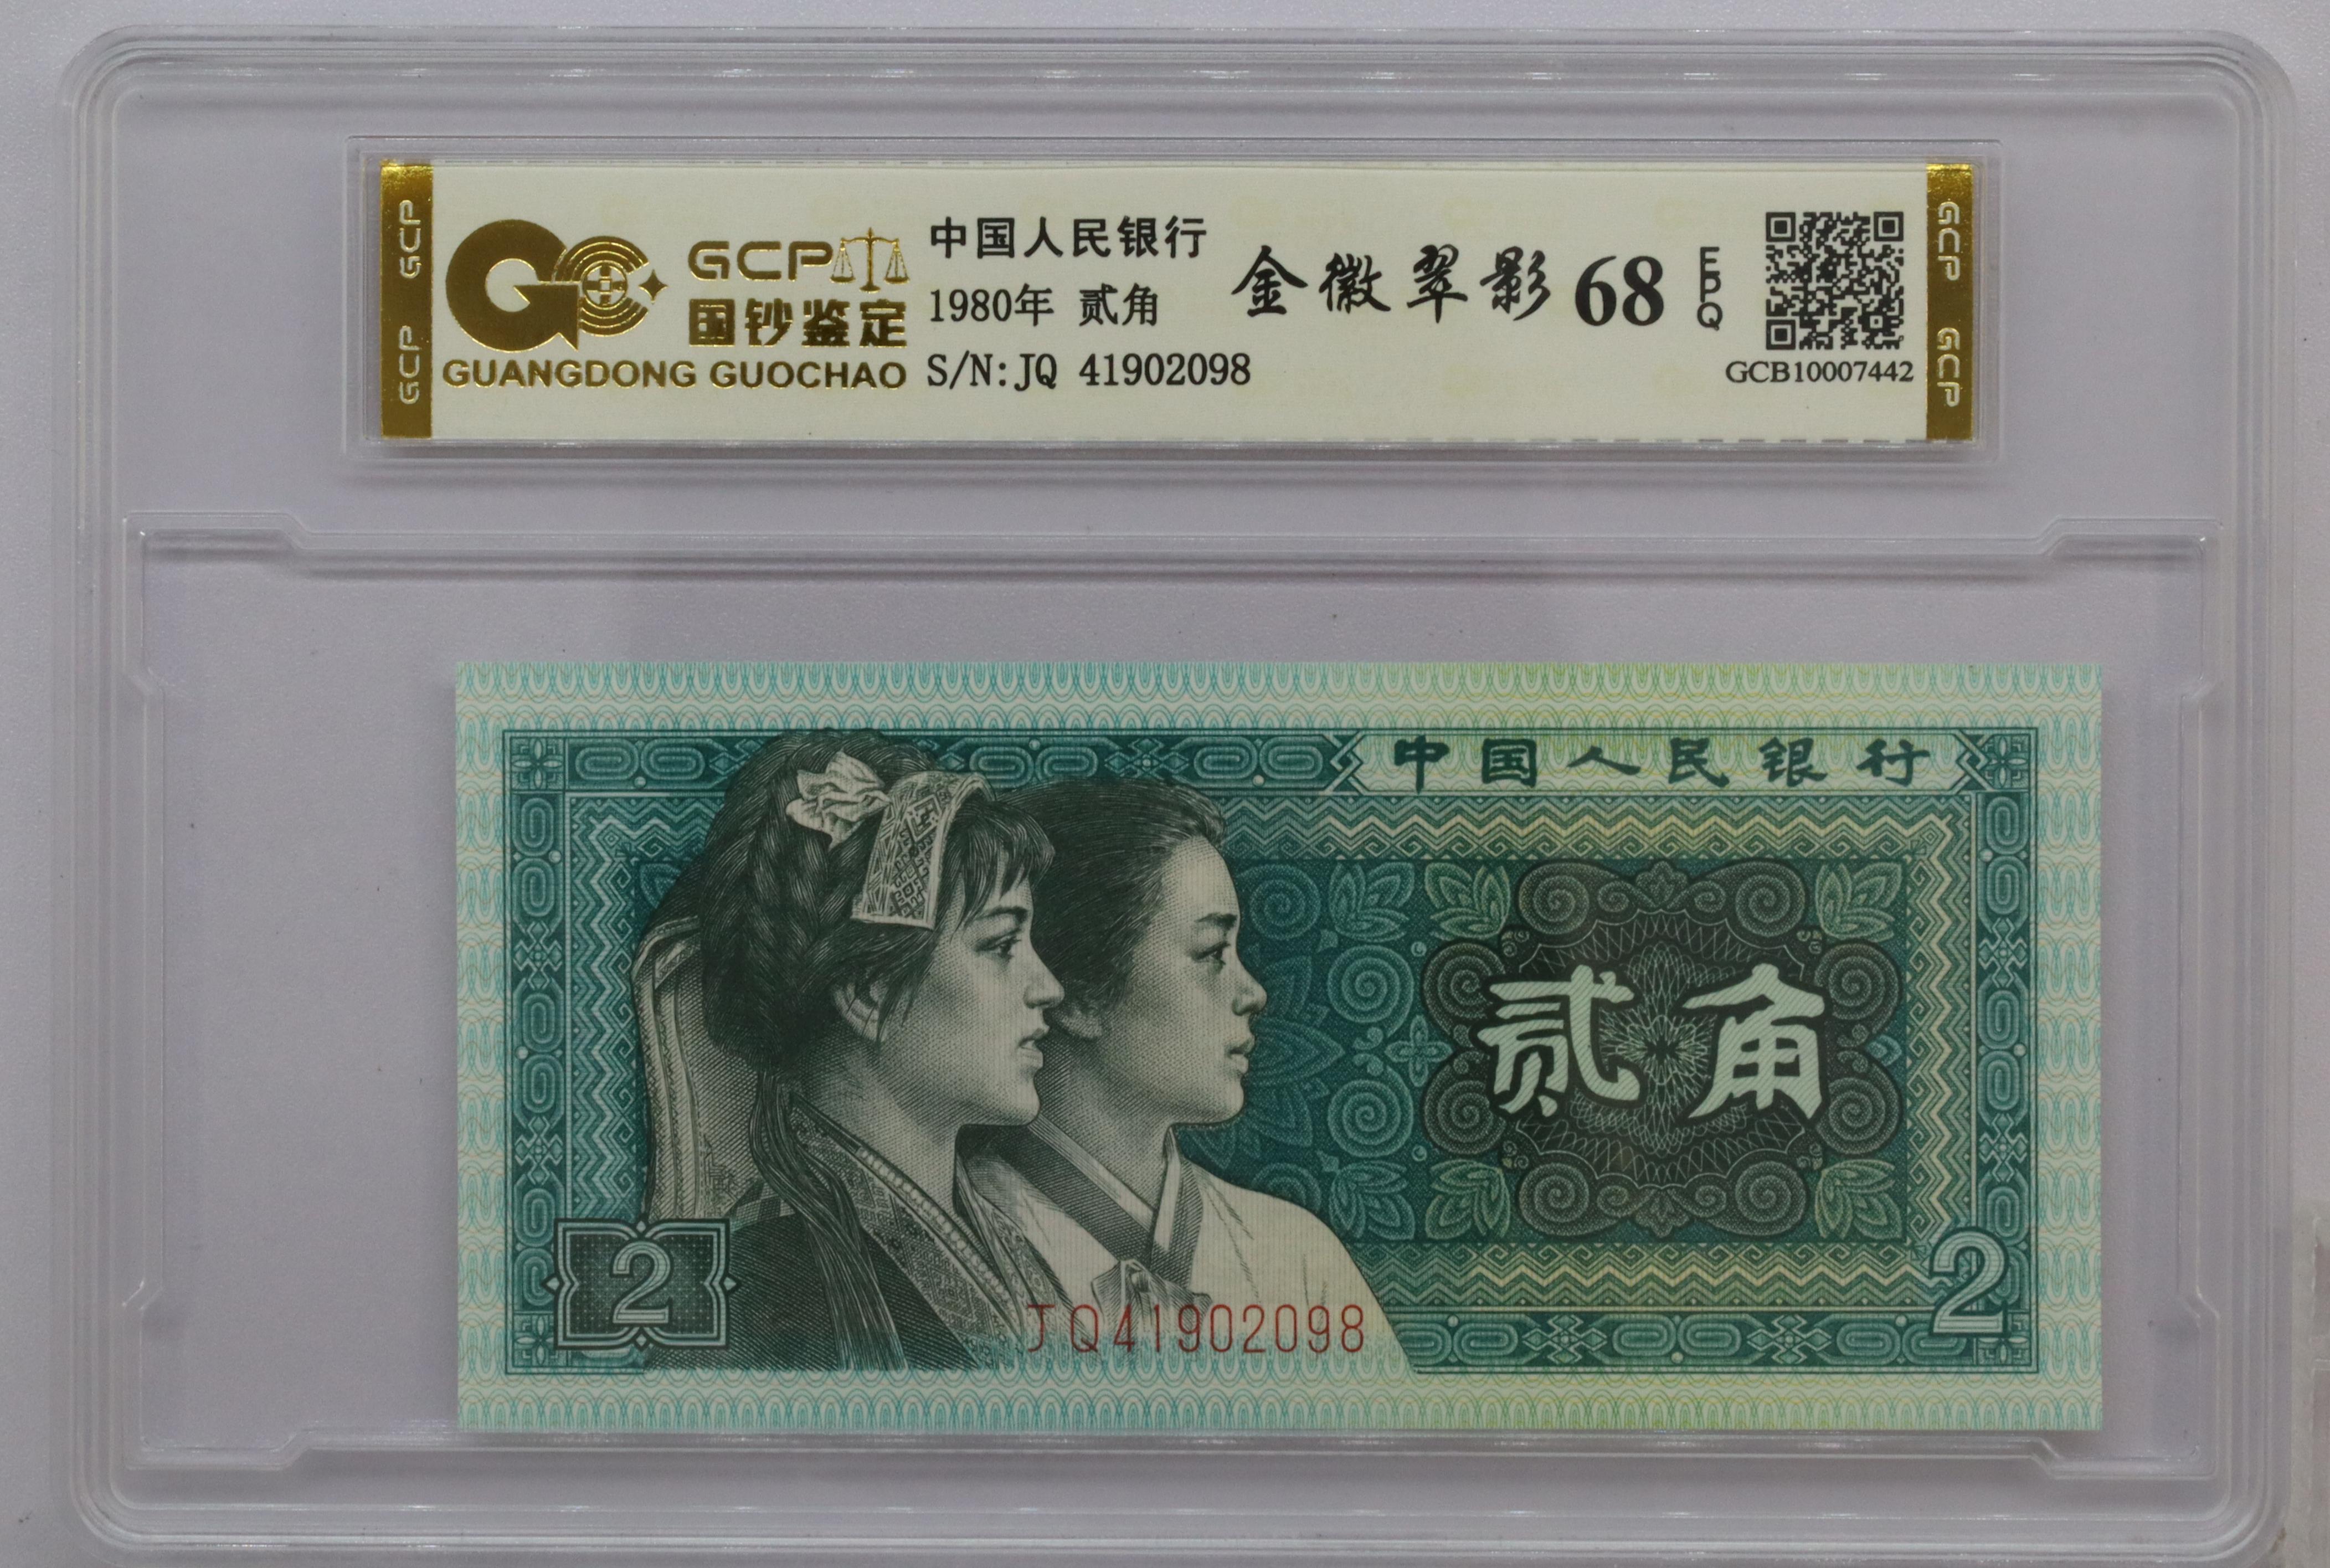 GCP GCP
GCP
国钞鉴定
GUANGDONG GUOCHAO
中国人民银行
1980年 贰角
S/N:JQ 41902098
金徽翠影 68 EPQ
GCB10007442
GCP GCP
中国人民银行
贰角
2
JQ41902098
2